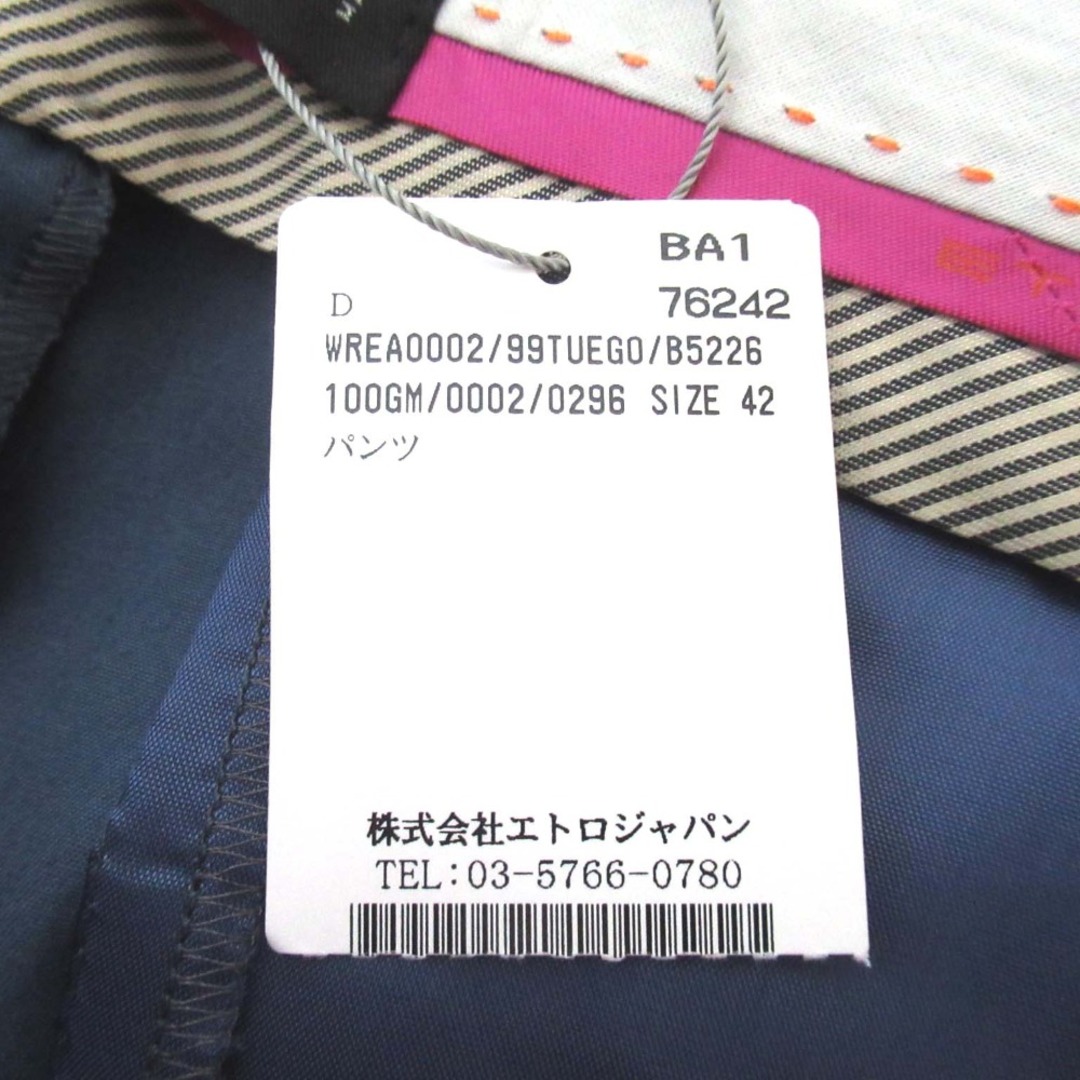 BA1
D 76242
WREA0002/99TUEG0/B5226
100GM/0002/0296 SIZE 42
パンツ
株式会社エトロジャパン
TEL:03-5766-0780